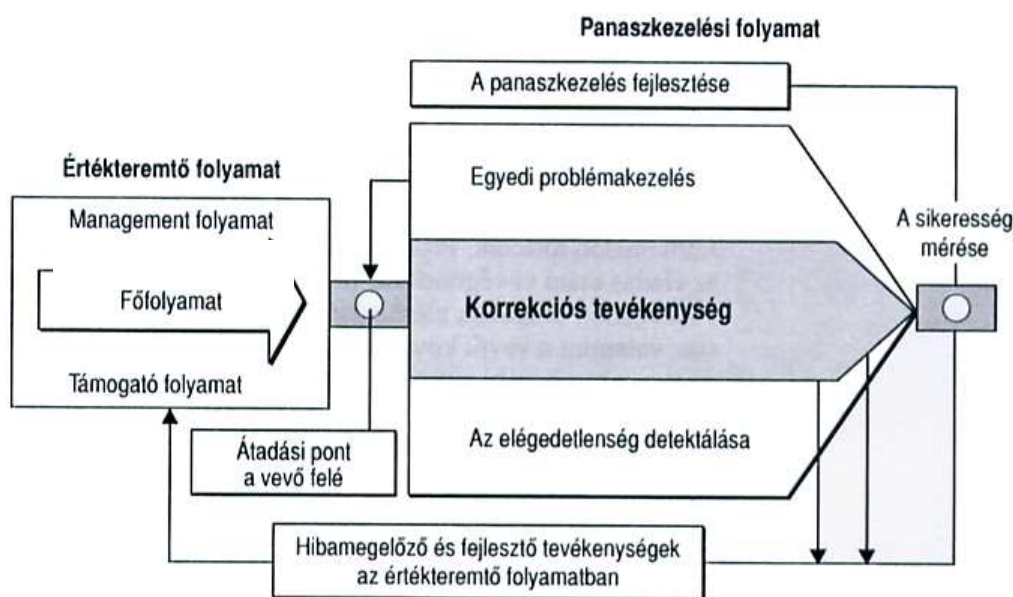 Panaszkezelési folyamat
A panaszkezelés fejlesztése
Értékteremtő folyamat
Egyedi problémakezelés
Management folyamat
A sikeresség
mérése
Főfolyamat
Korrekciós tevékenység
Támogató folyamat
Az elégedetlenség detektálása
Átadási pont
a vevő felé
Hibamegelőző és fejlesztő tevékenységek
az értékteremtő folyamatban